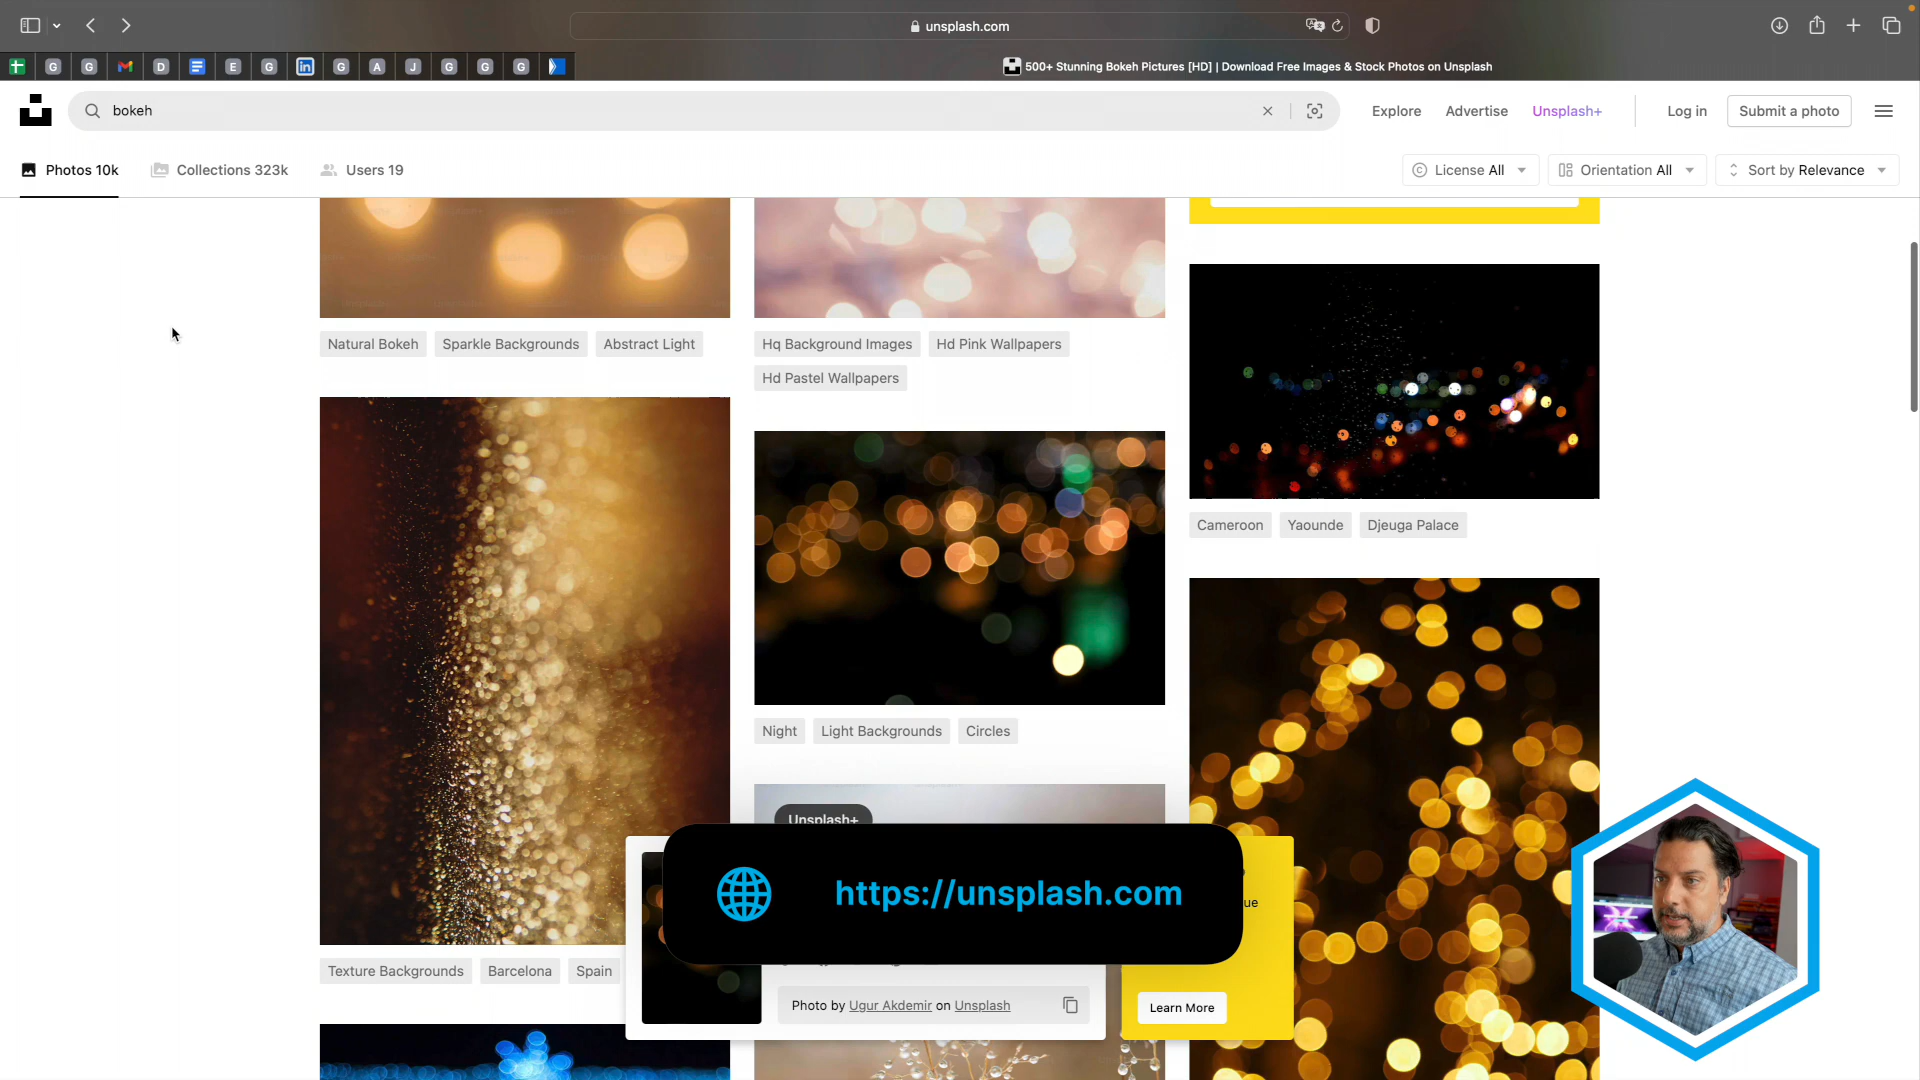 unsplash.com
G
G
D
E
G
in
G
A
J
G
G
G
500+ Stunning Bokeh Pictures [HD] | Download Free Images & Stock Photos on Unsplash
bokeh
Explore
Advertise
Unsplash+
Log in
Submit a photo
Photos 10k
Collections 323k
Users 19
License All
Orientation All
Sort by Relevance
Natural Bokeh
Sparkle Backgrounds
Abstract Light
Hq Background Images
Hd Pink Wallpapers
Hd Pastel Wallpapers
Cameroon
Yaounde
Djeuga Palace
Night
Light Backgrounds
Circles
Unsplash+
https://unsplash.com
ue
Texture Backgrounds
Barcelona
Spain
Photo by Ugur Akdemir on Unsplash
Learn More